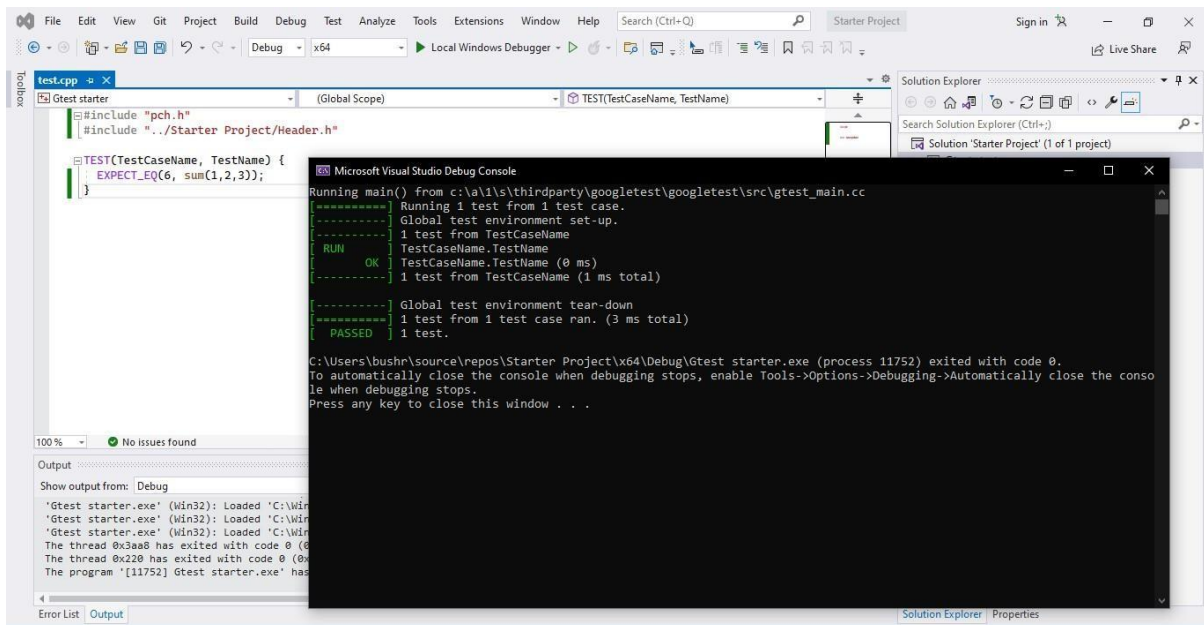 File Edit View Git Project Build Debug Test Analyze Tools Extensions Window Help Search (Ctrl+Q) Starter Project Sign in
Debug x64 Local Windows Debugger Live Share
Toolbox
test.cpp
Solution Explorer
Gtest starter (Global Scope) TEST(TestCaseName, TestName)
#include "pch.h"
#include "../Starter Project/Header.h"
TEST(TestCaseName, TestName) {
EXPECT_EQ(6, sum(1,2,3));
}
Search Solution Explorer (Ctrl+;)
Solution 'Starter Project' (1 of 1 project)
Microsoft Visual Studio Debug Console
Running main() from c:\a\1\s\thirdparty\googletest\googletest\src\gtest_main.cc
[==========] Running 1 test from 1 test case.
[----------] Global test environment set-up.
[----------] 1 test from TestCaseName
[ RUN      ] TestCaseName.TestName
[       OK ] TestCaseName.TestName (0 ms)
[----------] 1 test from TestCaseName (1 ms total)
[----------] Global test environment tear-down
[==========] 1 test from 1 test case ran. (3 ms total)
[  PASSED  ] 1 test.
C:\Users\bushr\source\repos\Starter Project\x64\Debug\Gtest starter.exe (process 11752) exited with code 0.
To automatically close the console when debugging stops, enable Tools->Options->Debugging->Automatically close the conso
le when debugging stops.
Press any key to close this window . . .
100 % No issues found
Output
Show output from: Debug
'Gtest starter.exe' (Win32): Loaded 'C:\Win
'Gtest starter.exe' (Win32): Loaded 'C:\Win
'Gtest starter.exe' (Win32): Loaded 'C:\Win
The thread 0x3aa8 has exited with code 0 (0
The thread 0x220 has exited with code 0 (0x
The program '[11752] Gtest starter.exe' has
Error List Output
Solution Explorer Properties